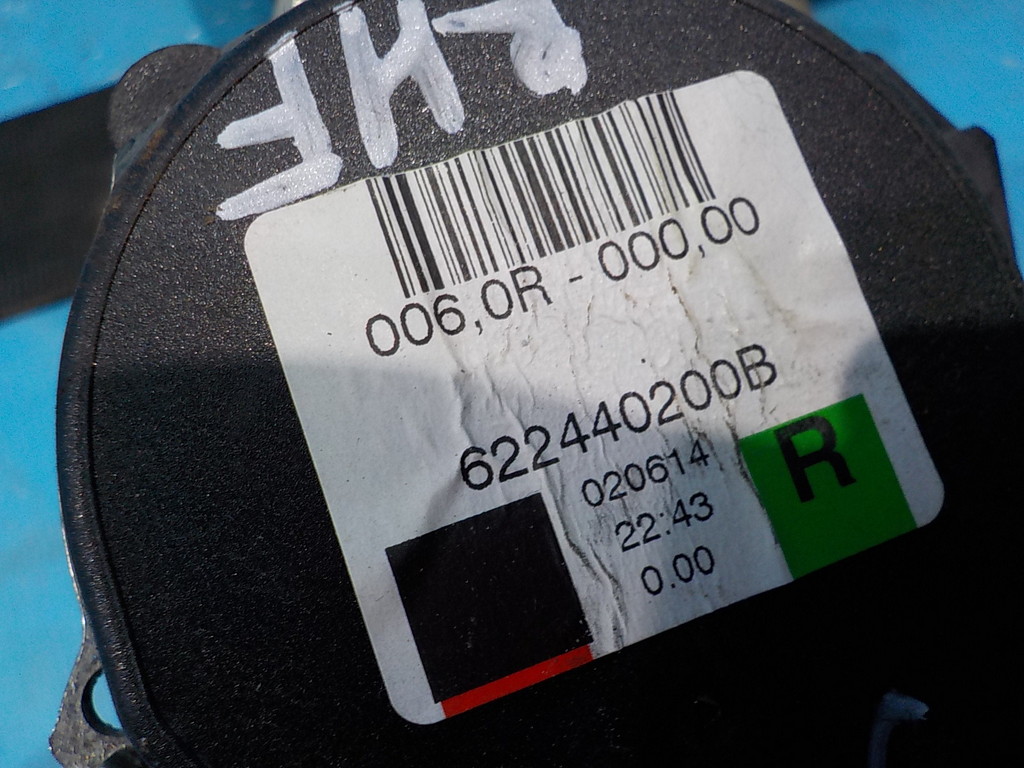 RHF
006,0R - 000,00
622440200B
020614
22:43
0.00
R